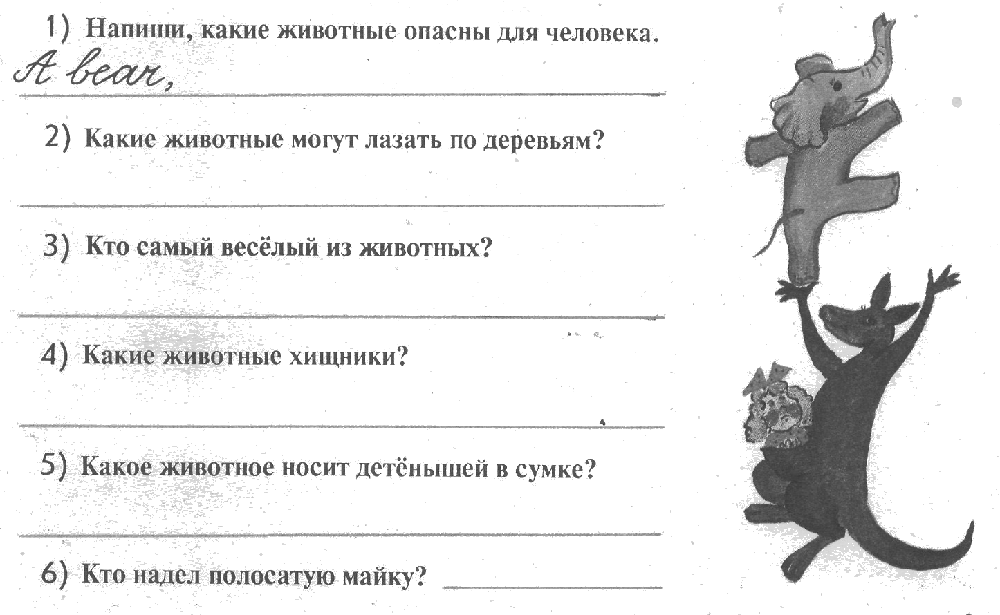 1) Напиши, какие животные опасны для человека.
A bear,
2) Какие животные могут лазать по деревьям?
3) Кто самый весёлый из животных?
4) Какие животные хищники?
5) Какое животное носит детёнышей в сумке?
6) Кто надел полосатую майку?